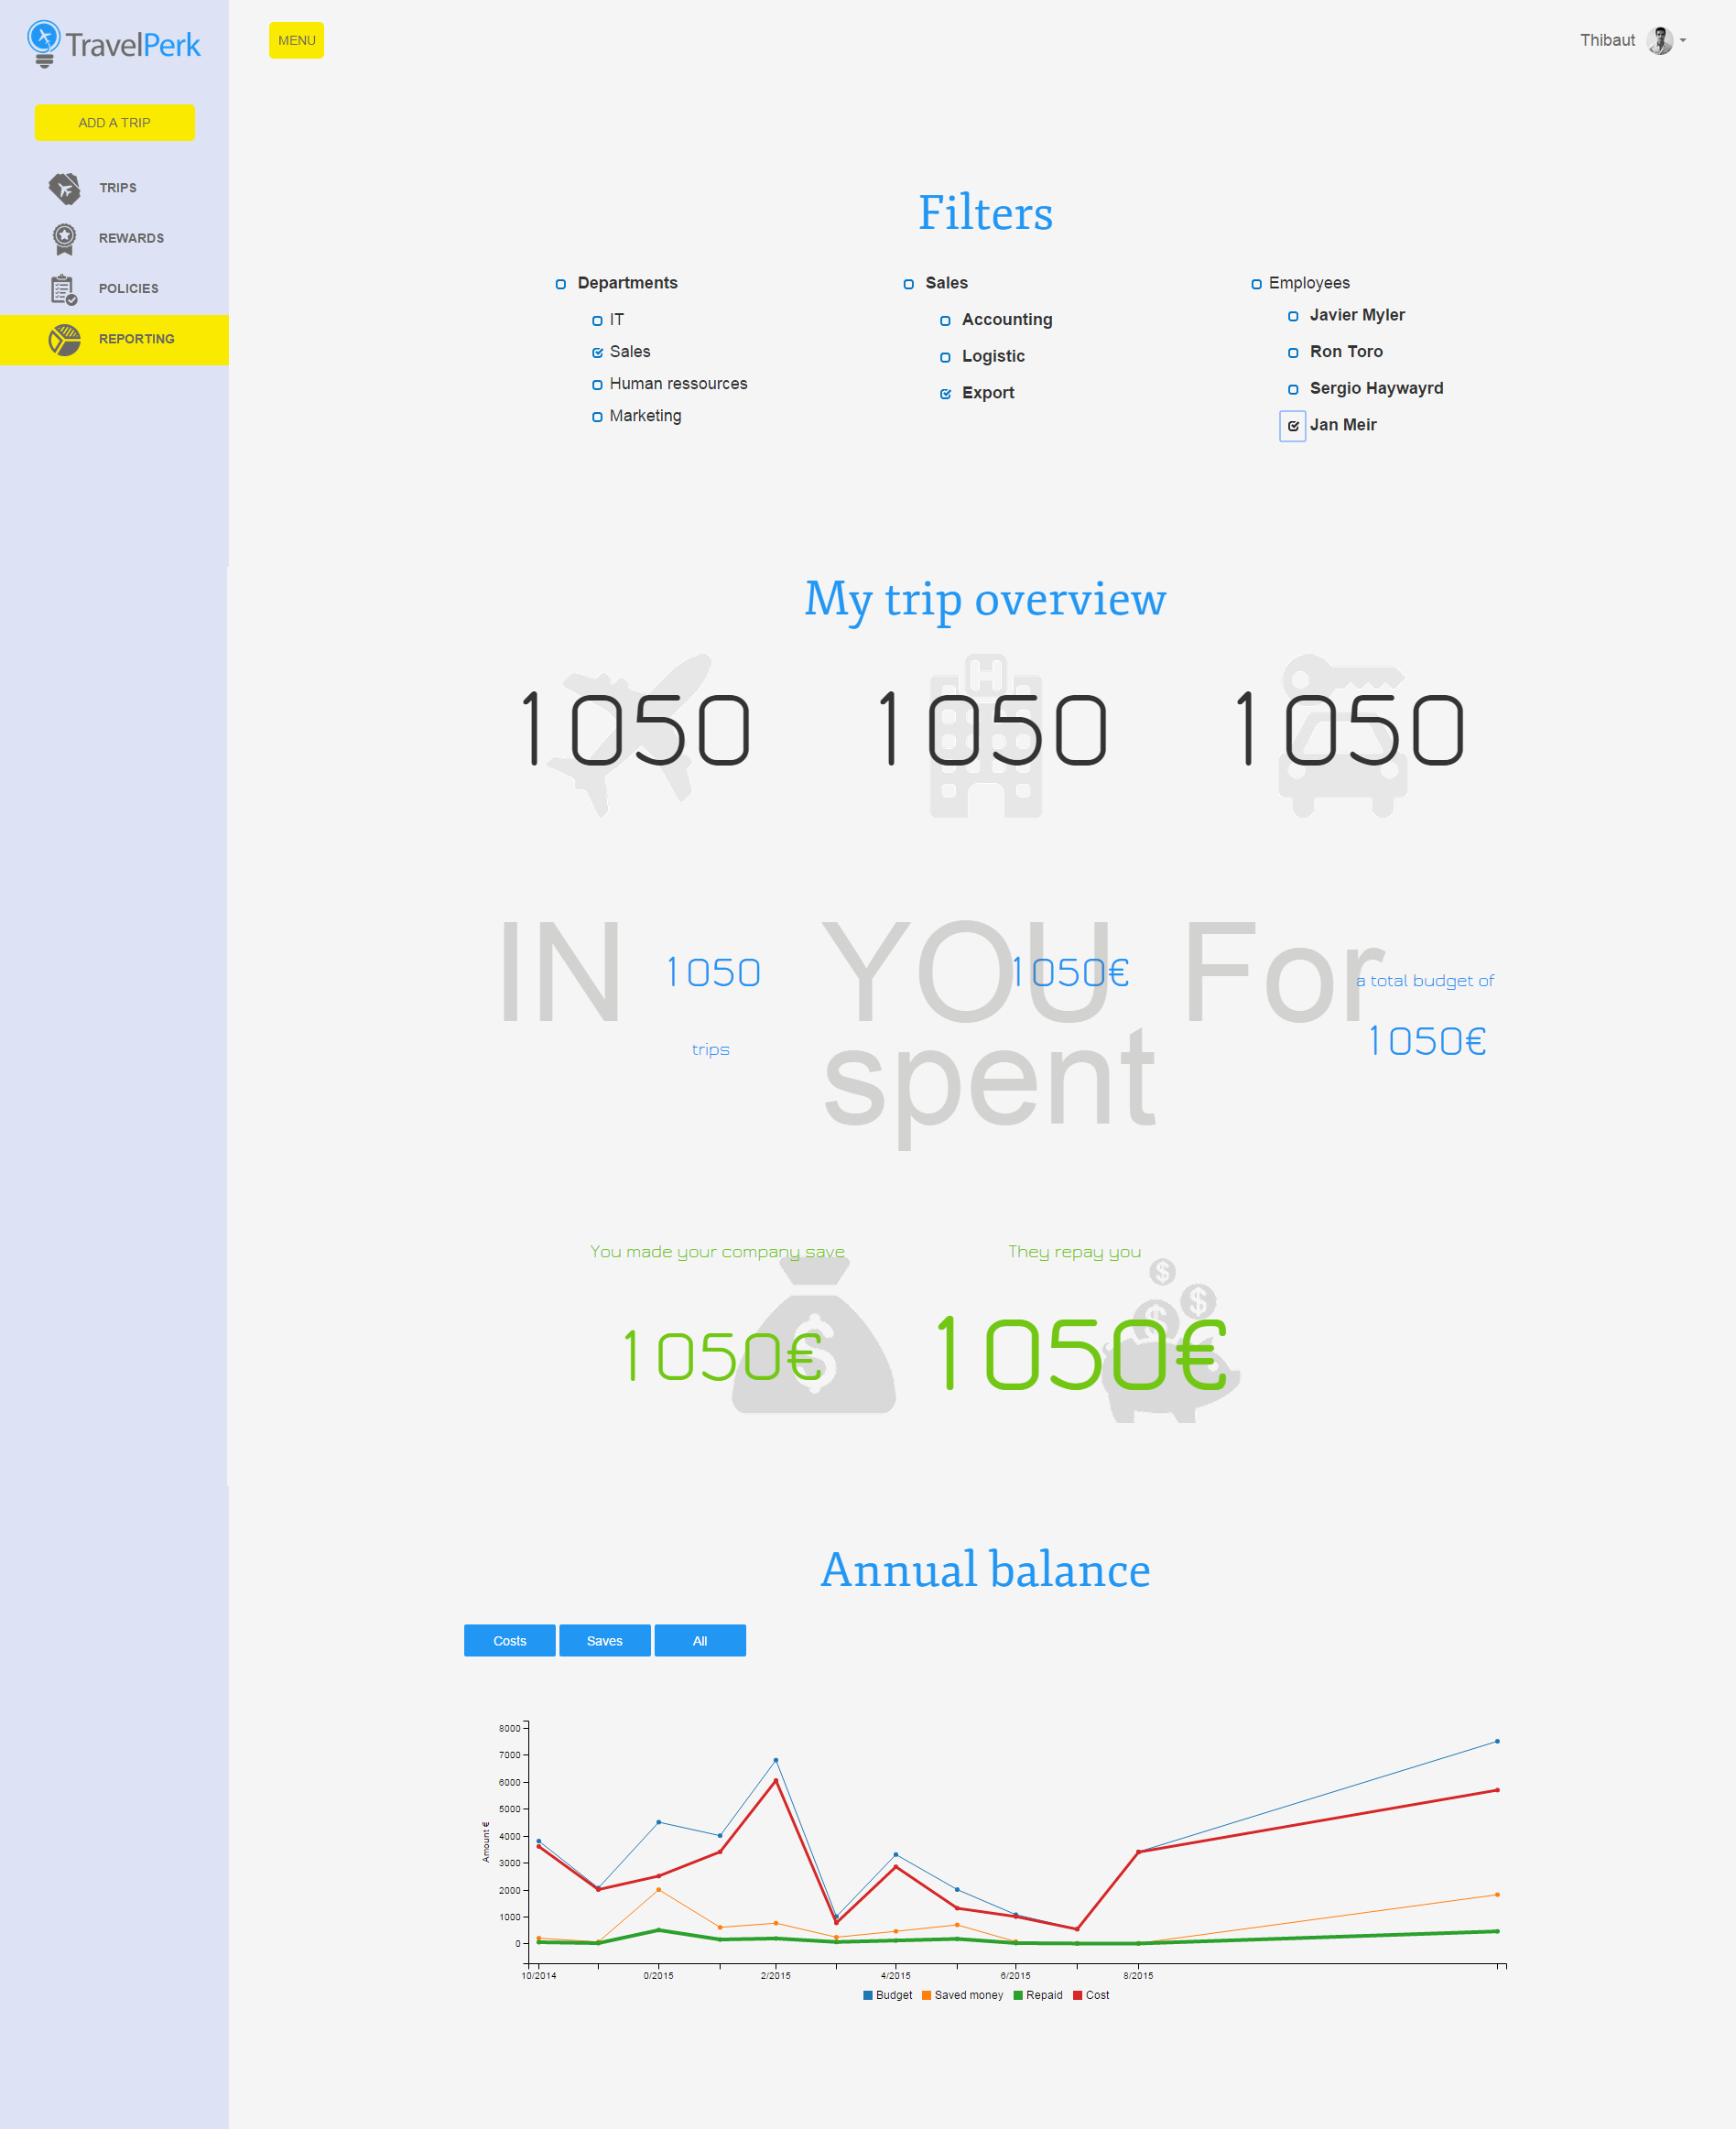 TravelPerk
MENU
Thibaut
ADD A TRIP
TRIPS
REWARDS
POLICIES
REPORTING
Filters
Departments
IT
Sales
Human ressources
Marketing
Sales
Accounting
Logistic
Export
Employees
Javier Myler
Ron Toro
Sergio Haywayrd
Jan Meir
My trip overview
1050
H
1050
1050
IN
1050
trips
YOU spent
1050€
For
a total budget of
1050€
You made your company save
$
1050€
They repay you
$
$
$
1050€
Annual balance
Costs
Saves
All
Amount €
8000
7000
6000
5000
4000
3000
2000
1000
0
10/2014 0/2015 2/2015 4/2015 6/2015 8/2015
Budget Saved money Repaid Cost